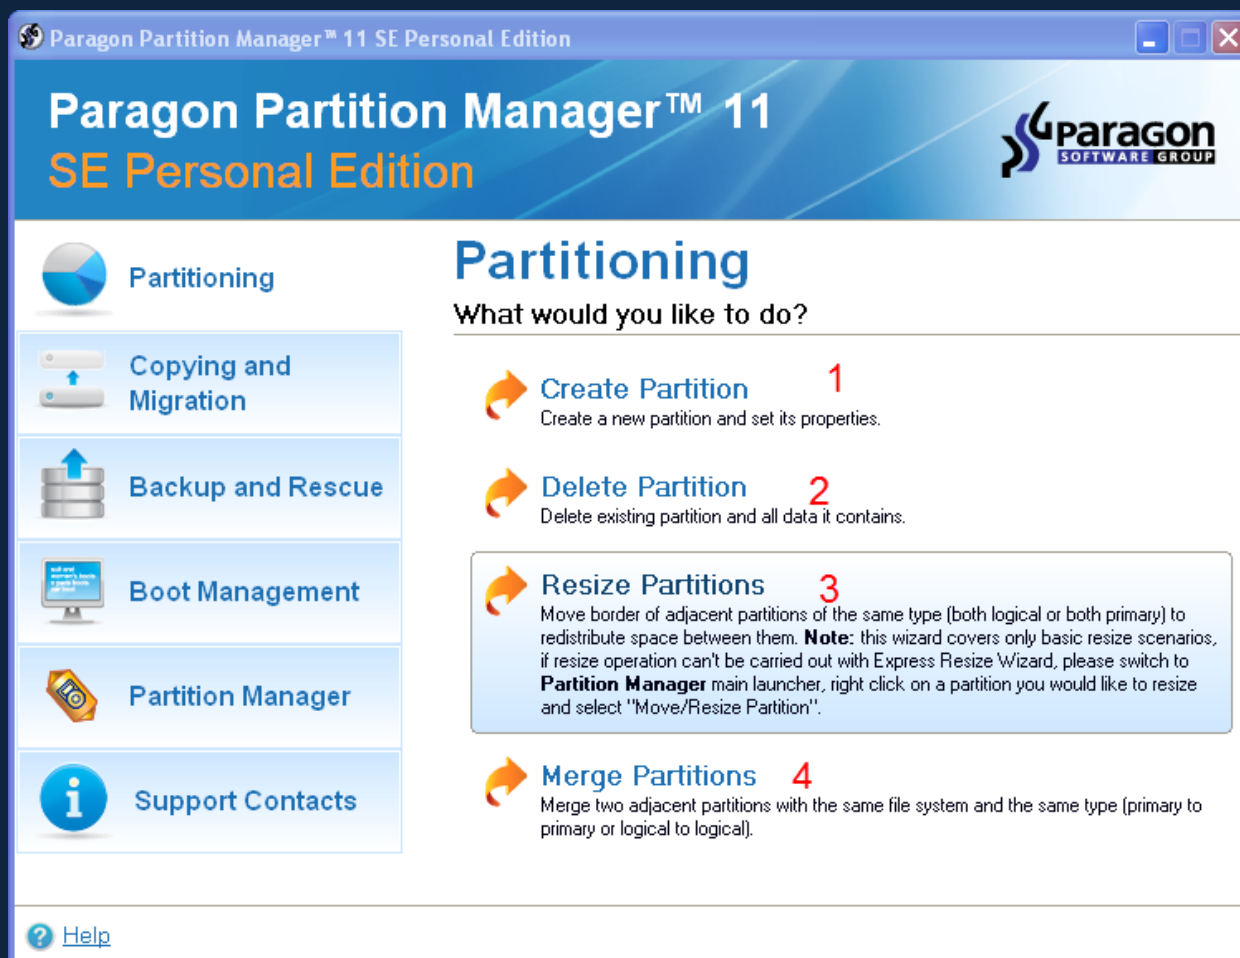 Paragon Partition Manager™ 11 SE Personal Edition
Paragon Partition Manager™ 11
SE Personal Edition
Paragon
SOFTWARE GROUP
Partitioning
Copying and
Migration
Backup and Rescue
Boot Management
Partition Manager
Support Contacts
Partitioning
What would you like to do?
Create Partition 1
Create a new partition and set its properties.
Delete Partition 2
Delete existing partition and all data it contains.
Resize Partitions 3
Move border of adjacent partitions of the same type (both logical or both primary) to
redistribute space between them. Note: this wizard covers only basic resize scenarios,
if resize operation can't be carried out with Express Resize Wizard, please switch to
Partition Manager main launcher, right click on a partition you would like to resize
and select "Move/Resize Partition".
Merge Partitions 4
Merge two adjacent partitions with the same file system and the same type (primary to
primary or logical to logical).
Help